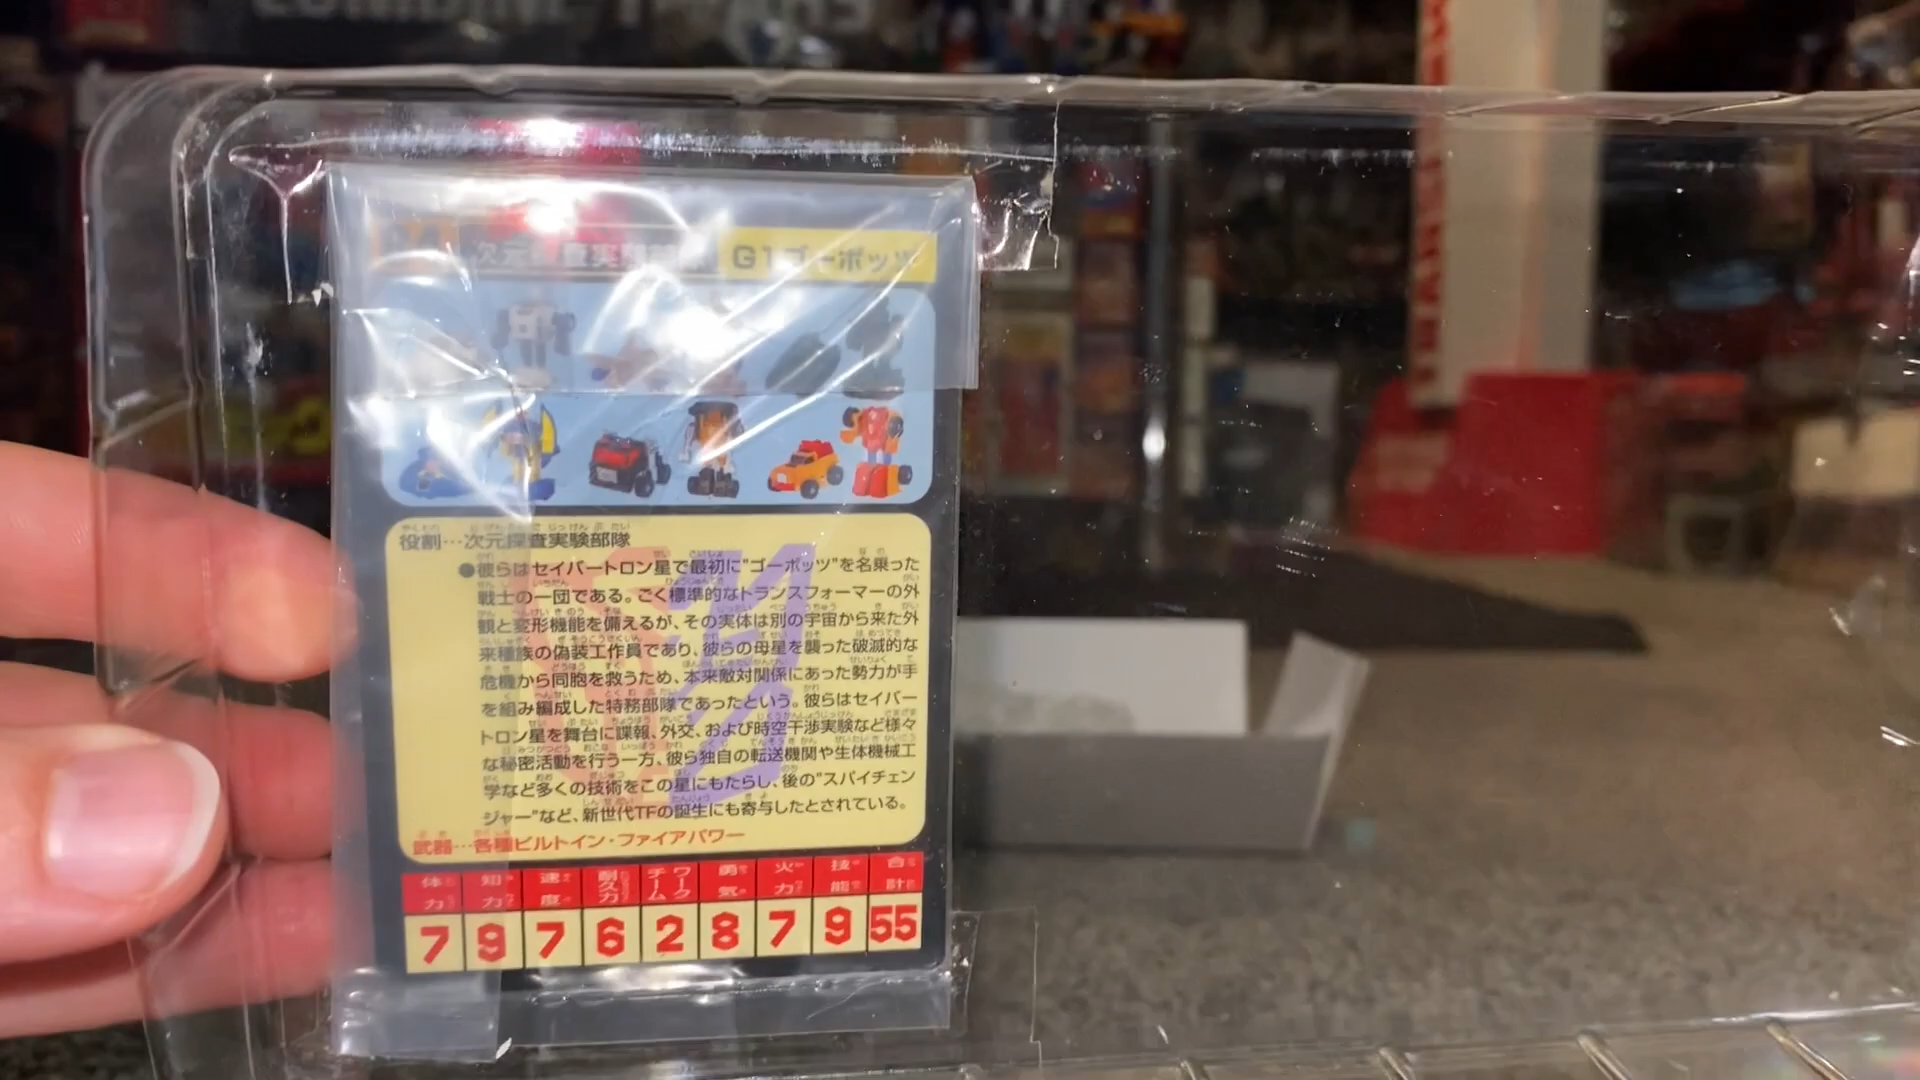 G1ゴーボッツ
役割…次元探査実験部隊
●彼らはセイバートロン星で最初に"ゴーボッツ"を名乗った
戦士の一団である。ごく標準的なトランスフォーマーの外
観と変形機能を備えるが、その実体は別の宇宙から来た外
来種族の偽装工作員であり、彼らの母星を襲った破滅的な
危機から同胞を救うため、本来敵対関係にあった勢力が手
を組み編成した特務部隊であったという。彼らはセイバー
トロン星を舞台に諜報、外交、および時空干渉実験など様々
な秘密活動を行う一方、彼ら独自の転送機関や生体機械工
学など多くの技術をこの星にもたらし、後の"スパイチェン
ジャー"など、新世代TFの誕生にも寄与したとされている。
武器…各種ビルトイン・ファイアパワー
体力 知力 速度 耐久力 チームワーク 勇気 火力 技能 合計
7 9 7 6 2 8 7 9 55